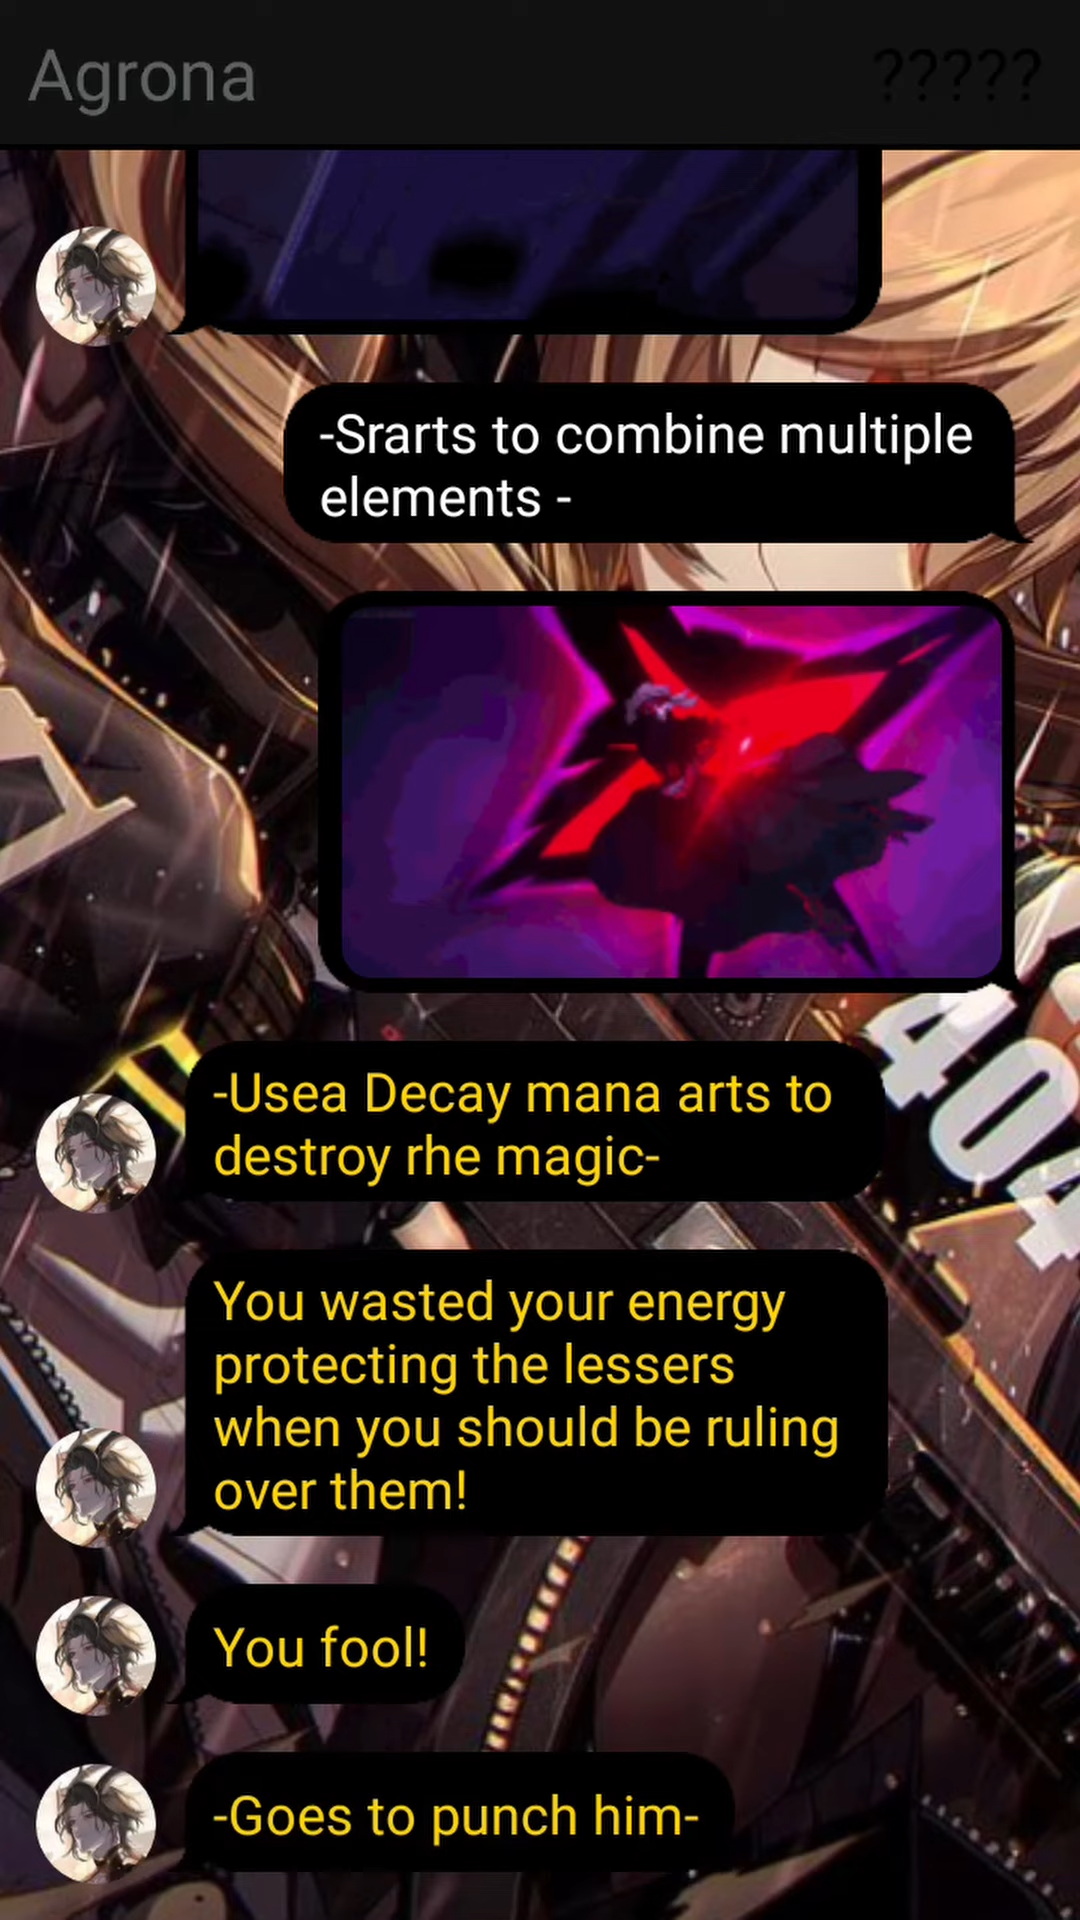 Agrona
?????
-Srarts to combine multiple
elements -
-Usea Decay mana arts to
destroy rhe magic-
404
You wasted your energy
protecting the lessers
when you should be ruling
over them!
You fool!
-Goes to punch him-